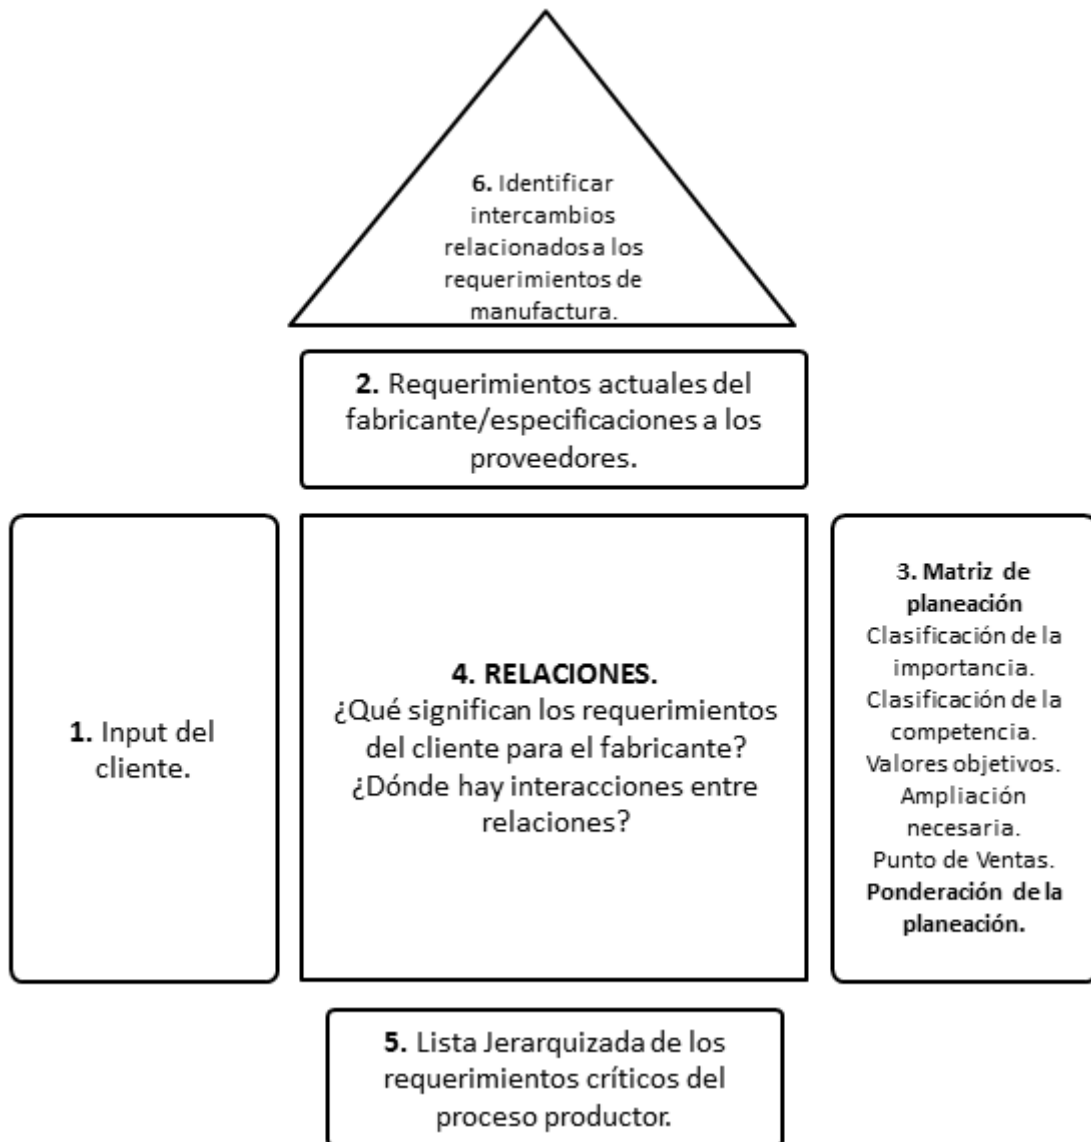 6. Identificar
intercambios
relacionados a los
requerimientos de
manufactura.
2. Requerimientos actuales del
fabricante/especificaciones a los
proveedores.
1. Input del
cliente.
4. RELACIONES.
¿Qué significan los requerimientos
del cliente para el fabricante?
¿Dónde hay interacciones entre
relaciones?
3. Matriz de
planeación
Clasificación de la
importancia.
Clasificación de la
competencia.
Valores objetivos.
Ampliación
necesaria.
Punto de Ventas.
Ponderación de la
planeación.
5. Lista Jerarquizada de los
requerimientos críticos del
proceso productor.